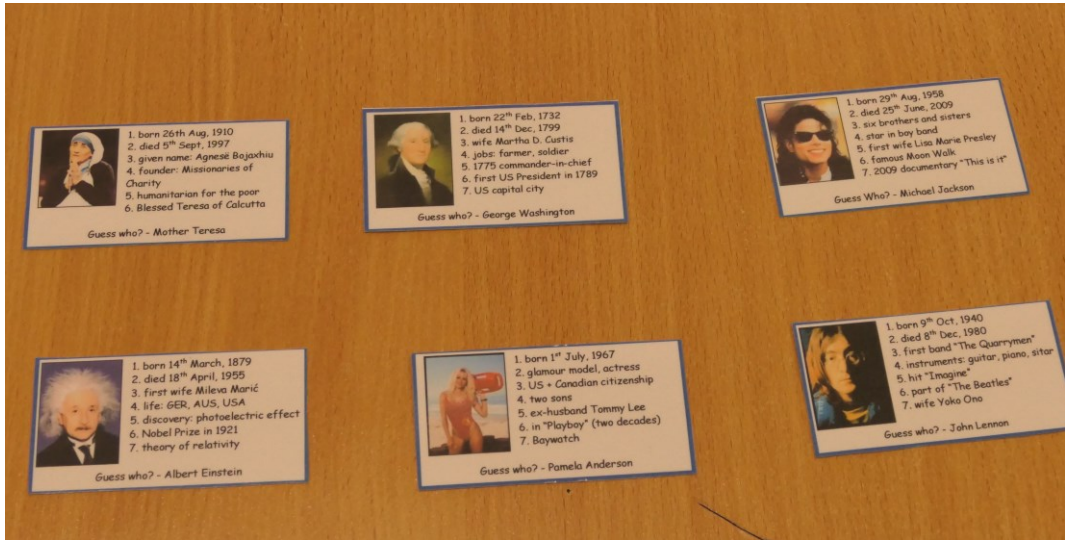 1. born 26th Aug, 1910
2. died 5th Sept, 1997
3. given name: Agnesë Bojaxhiu
4. founder: Missionaries of
Charity
5. humanitarian for the poor
6. Blessed Teresa of Calcutta
Guess who? - Mother Teresa
1. born 22th Feb, 1732
2. died 14th Dec, 1799
3. wife Martha D. Custis
4. jobs: farmer, soldier
5. 1775 commander-in-chief
6. first US President in 1789
7. US capital city
Guess who? - George Washington
1. born 29th Aug, 1958
2. died 25th June, 2009
3. six brothers and sisters
4. star in boy band
5. first wife Lisa Marie Presley
6. famous Moon Walk
7. 2009 documentary "This is it"
Guess Who? - Michael Jackson
1. born 14th March, 1879
2. died 18th April, 1955
3. first wife Mileva Marić
4. life: GER, AUS, USA
5. discovery: photoelectric effect
6. Nobel Prize in 1921
7. theory of relativity
Guess who? - Albert Einstein
1. born 1st July, 1967
2. glamour model, actress
3. US + Canadian citizenship
4. two sons
5. ex-husband Tommy Lee
6. in "Playboy" (two decades)
7. Baywatch
Guess who? - Pamela Anderson
1. born 9th Oct, 1940
2. died 8th Dec, 1980
3. first band "The Quarrymen"
4. instruments: guitar, piano, sitar
5. hit "Imagine"
6. part of "The Beatles"
7. wife Yoko Ono
Guess who? - John Lennon